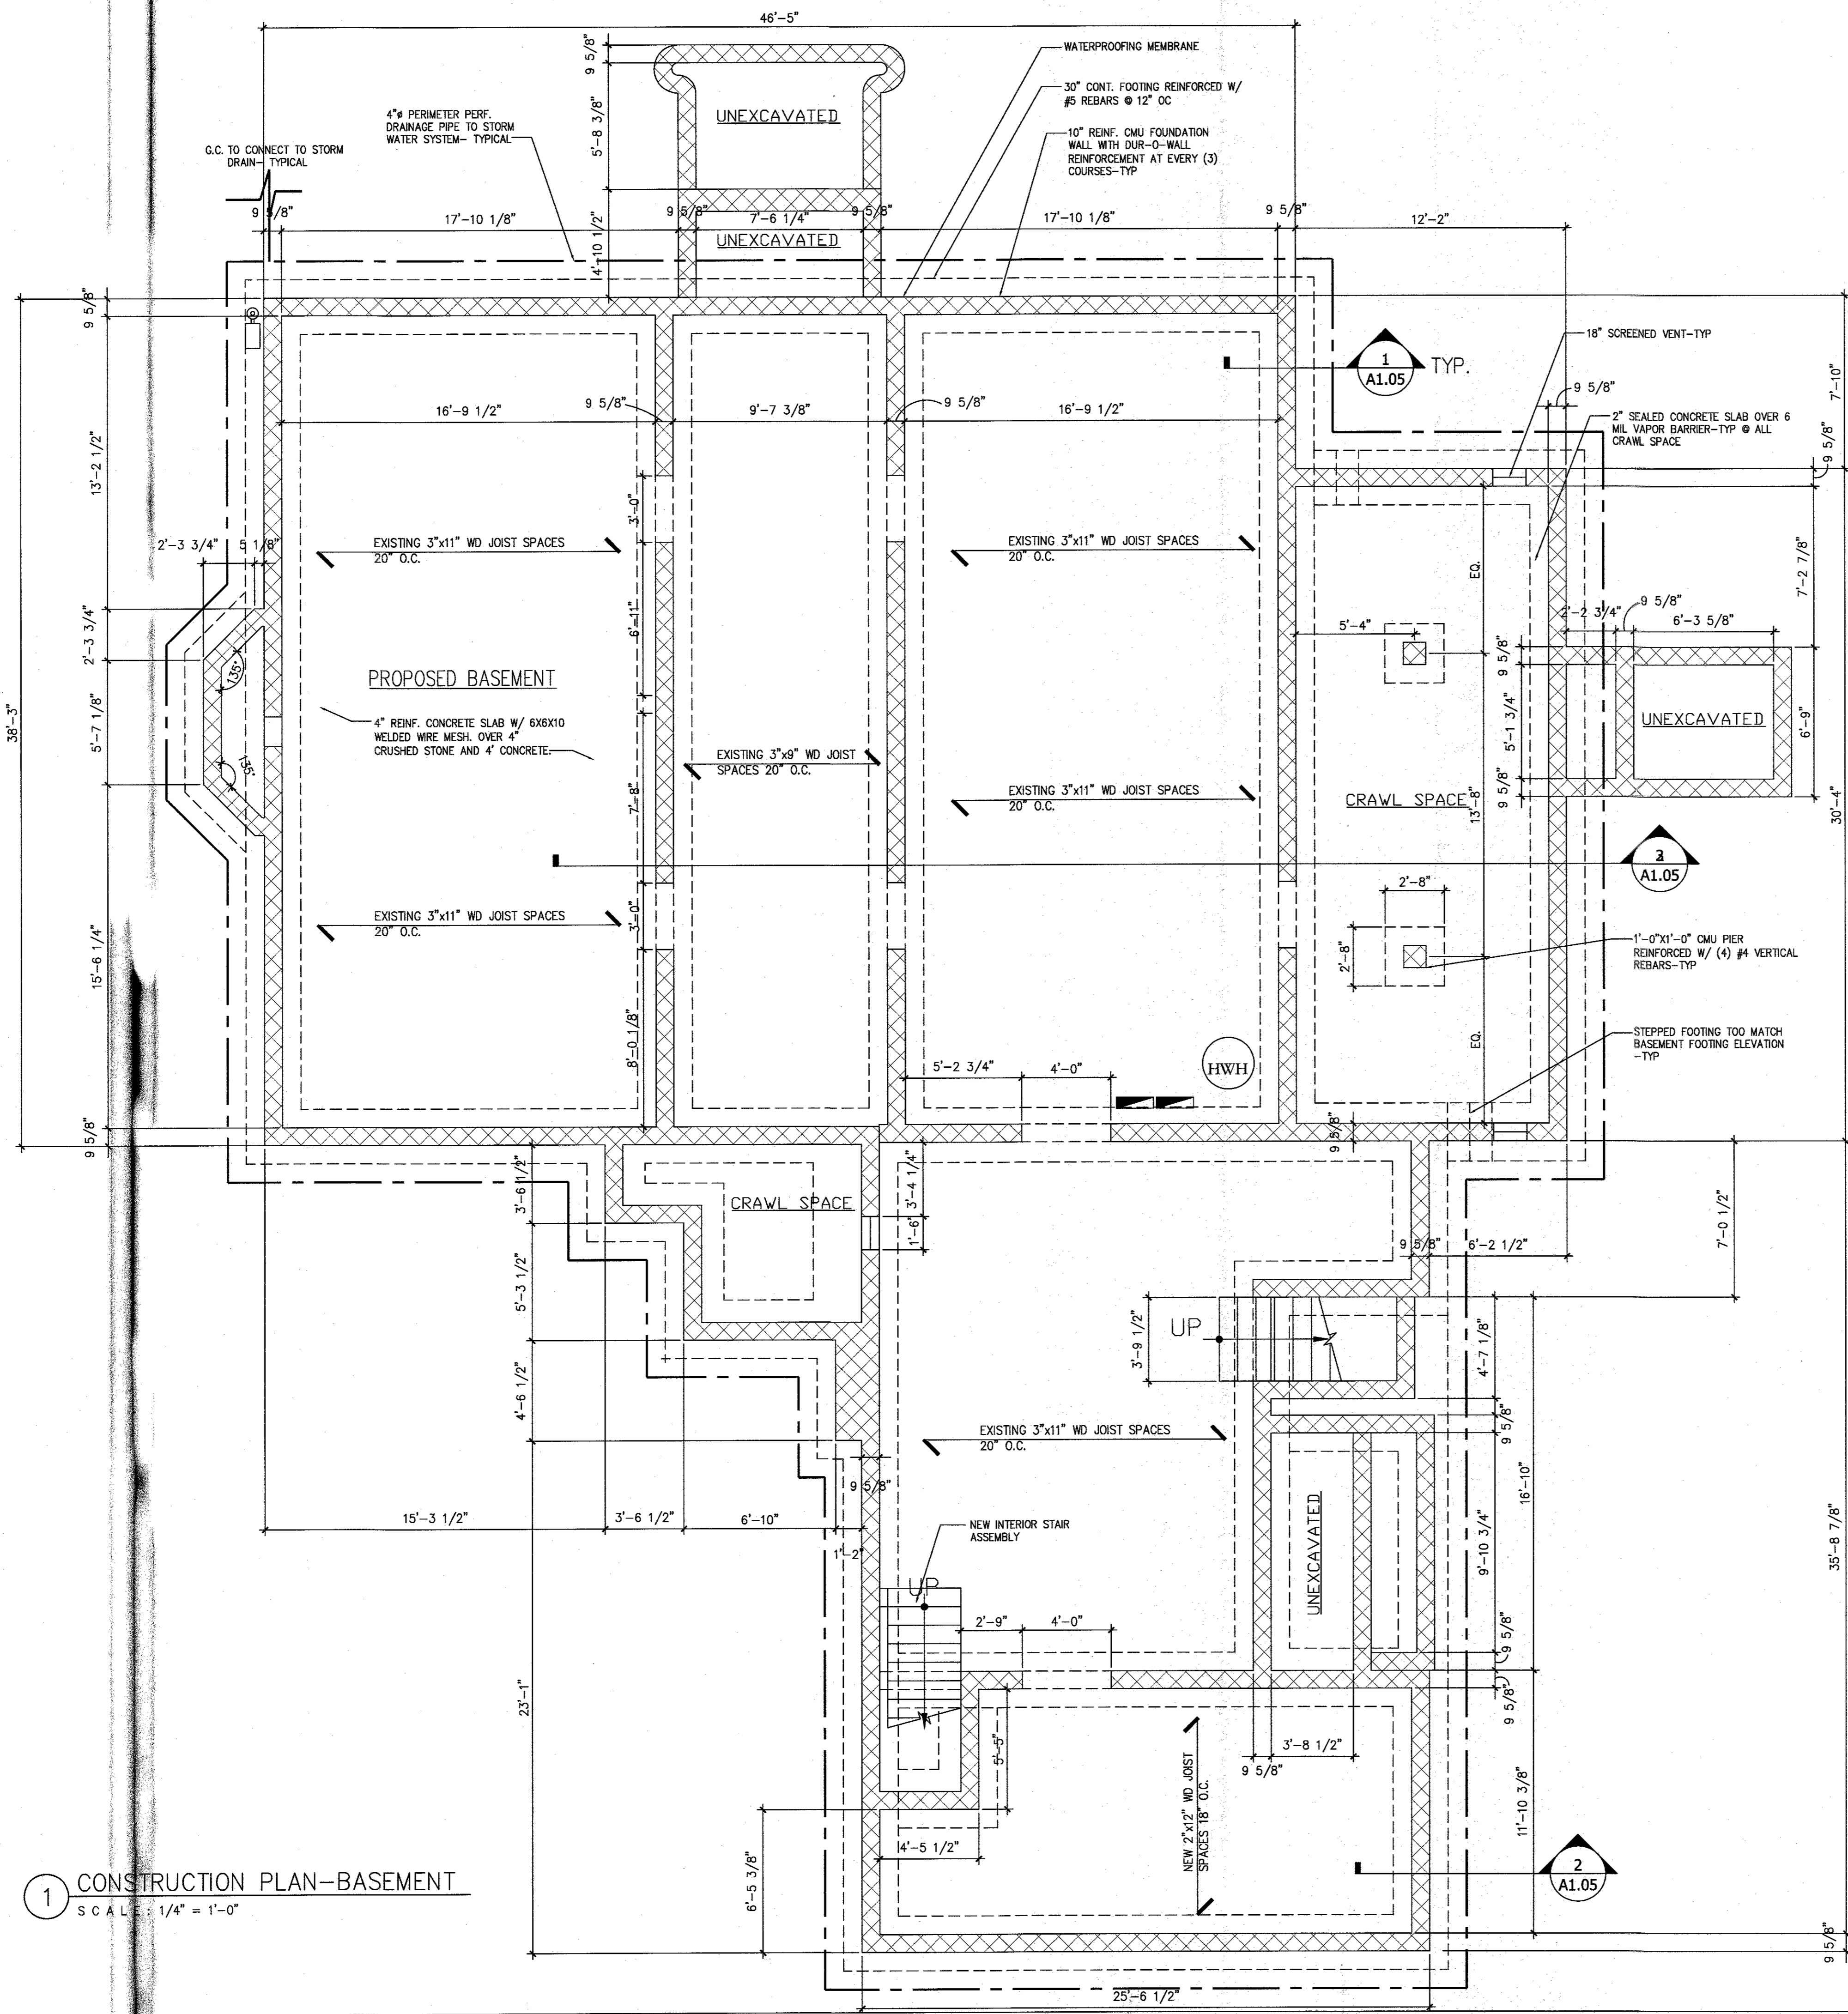 46'-5"
9 5/8"
WATERPROOFING MEMBRANE
30" CONT. FOOTING REINFORCED W/
#5 REBARS @ 12" OC
UNEXCAVATED
4"ø PERIMETER PERF.
DRAINAGE PIPE TO STORM
WATER SYSTEM- TYPICAL
5'-8 3/8"
10" REINF. CMU FOUNDATION
WALL WITH DUR-O-WALL
REINFORCEMENT AT EVERY (3)
COURSES-TYP
G.C. TO CONNECT TO STORM
DRAIN- TYPICAL
9 5/8"
17'-10 1/8"
9 5/8"
7'-6 1/4"
9 5/8"
17'-10 1/8"
9 5/8"
12'-2"
4'-10 1/2"
UNEXCAVATED
9 5/8"
18" SCREENED VENT-TYP
1
A1.05
TYP.
7'-10"
9 5/8"
16'-9 1/2"
9 5/8"
9'-7 3/8"
9 5/8"
16'-9 1/2"
2" SEALED CONCRETE SLAB OVER 6
MIL VAPOR BARRIER-TYP @ ALL
CRAWL SPACE
9 5/8"
13'-2 1/2"
3'-0"
2'-3 3/4"
5 1/8"
EXISTING 3"x11" WD JOIST SPACES
20" O.C.
EXISTING 3"x11" WD JOIST SPACES
20" O.C.
EQ.
7'-2 7/8"
6'-11"
5'-4"
2'-2 3/4"
9 5/8"
6'-3 5/8"
2'-3 3/4"
135°
PROPOSED BASEMENT
9 5/8"
38'-3"
5'-7 1/8"
4" REINF. CONCRETE SLAB W/ 6X6X10
WELDED WIRE MESH. OVER 4"
CRUSHED STONE AND 4' CONCRETE.
5'-1 3/4"
UNEXCAVATED
6'-9"
135°
EXISTING 3"x9" WD JOIST
SPACES 20" O.C.
7'-8"
EXISTING 3"x11" WD JOIST SPACES
20" O.C.
CRAWL SPACE
13'-8"
9 5/8"
30'-4"
A1.05
2'-8"
EXISTING 3"x11" WD JOIST SPACES
20" O.C.
3'-0"
15'-6 1/4"
2'-8"
1'-0"X1'-0" CMU PIER
REINFORCED W/ (4) #4 VERTICAL
REBARS-TYP
8'-0 1/8"
EQ.
STEPPED FOOTING TOO MATCH
BASEMENT FOOTING ELEVATION
-TYP
5'-2 3/4"
4'-0"
HWH
9 5/8"
9 5/8"
3'-6 1/2"
3'-4 1/4"
CRAWL SPACE
1'-6"
7'-0 1/2"
9 5/8"
6'-2 1/2"
5'-3 1/2"
3'-9 1/2"
UP
4'-7 1/8"
4'-6 1/2"
EXISTING 3"x11" WD JOIST SPACES
20" O.C.
9 5/8"
9 5/8"
16'-10"
15'-3 1/2"
3'-6 1/2"
6'-10"
1'-2"
NEW INTERIOR STAIR
ASSEMBLY
UNEXCAVATED
9'-10 3/4"
35'-8 7/8"
UP
2'-9"
4'-0"
9 5/8"
9 5/8"
23'-1"
5'-5"
3'-8 1/2"
9 5/8"
NEW 2"x12" WD JOIST
SPACES 18" O.C.
11'-10 3/8"
4'-5 1/2"
6'-5 3/8"
2
A1.05
1
CONSTRUCTION PLAN-BASEMENT
SCALE: 1/4" = 1'-0"
9 5/8"
25'-6 1/2"